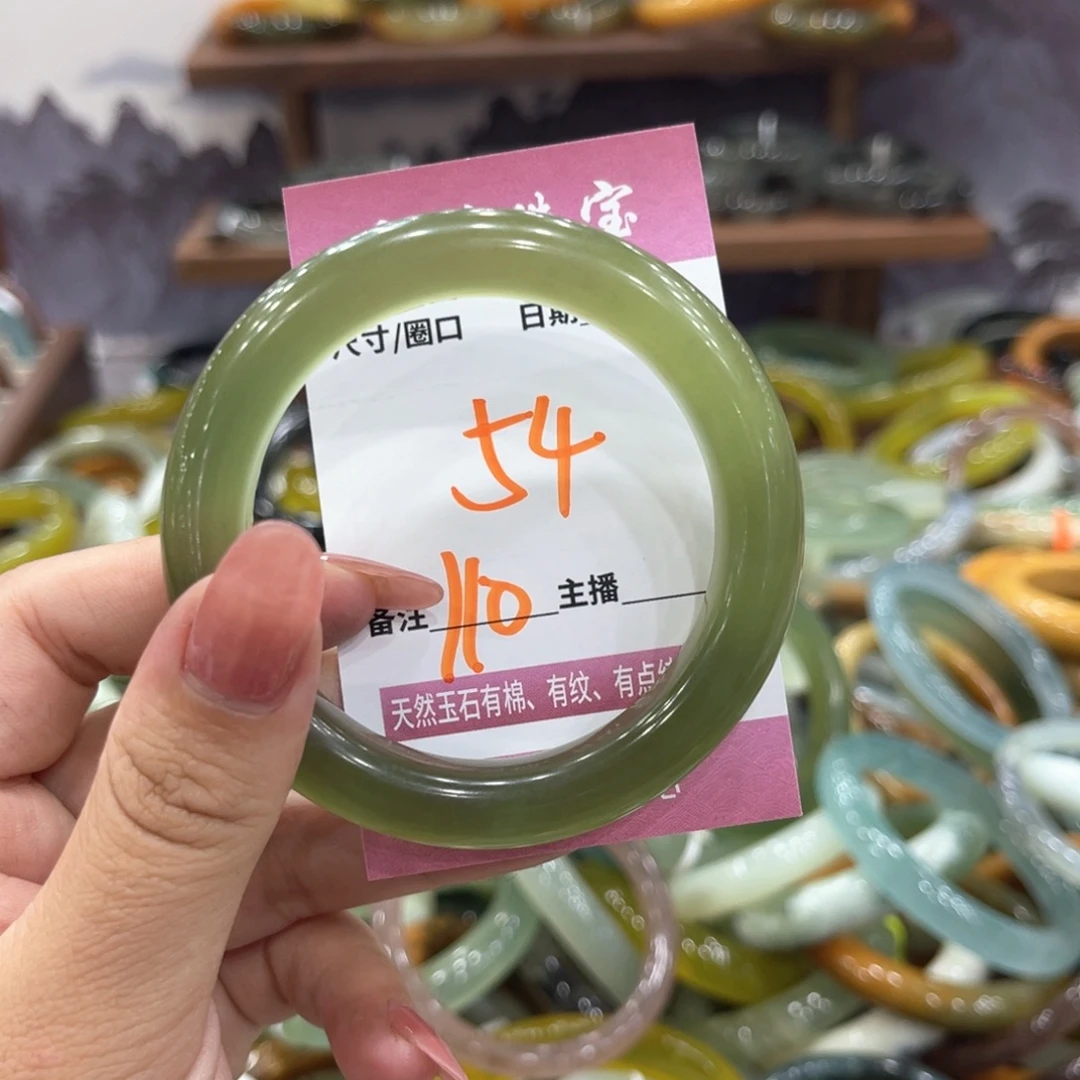 宝
寸/圈口 日期
54
110
备注 主播
天然玉石有棉、有纹、有点